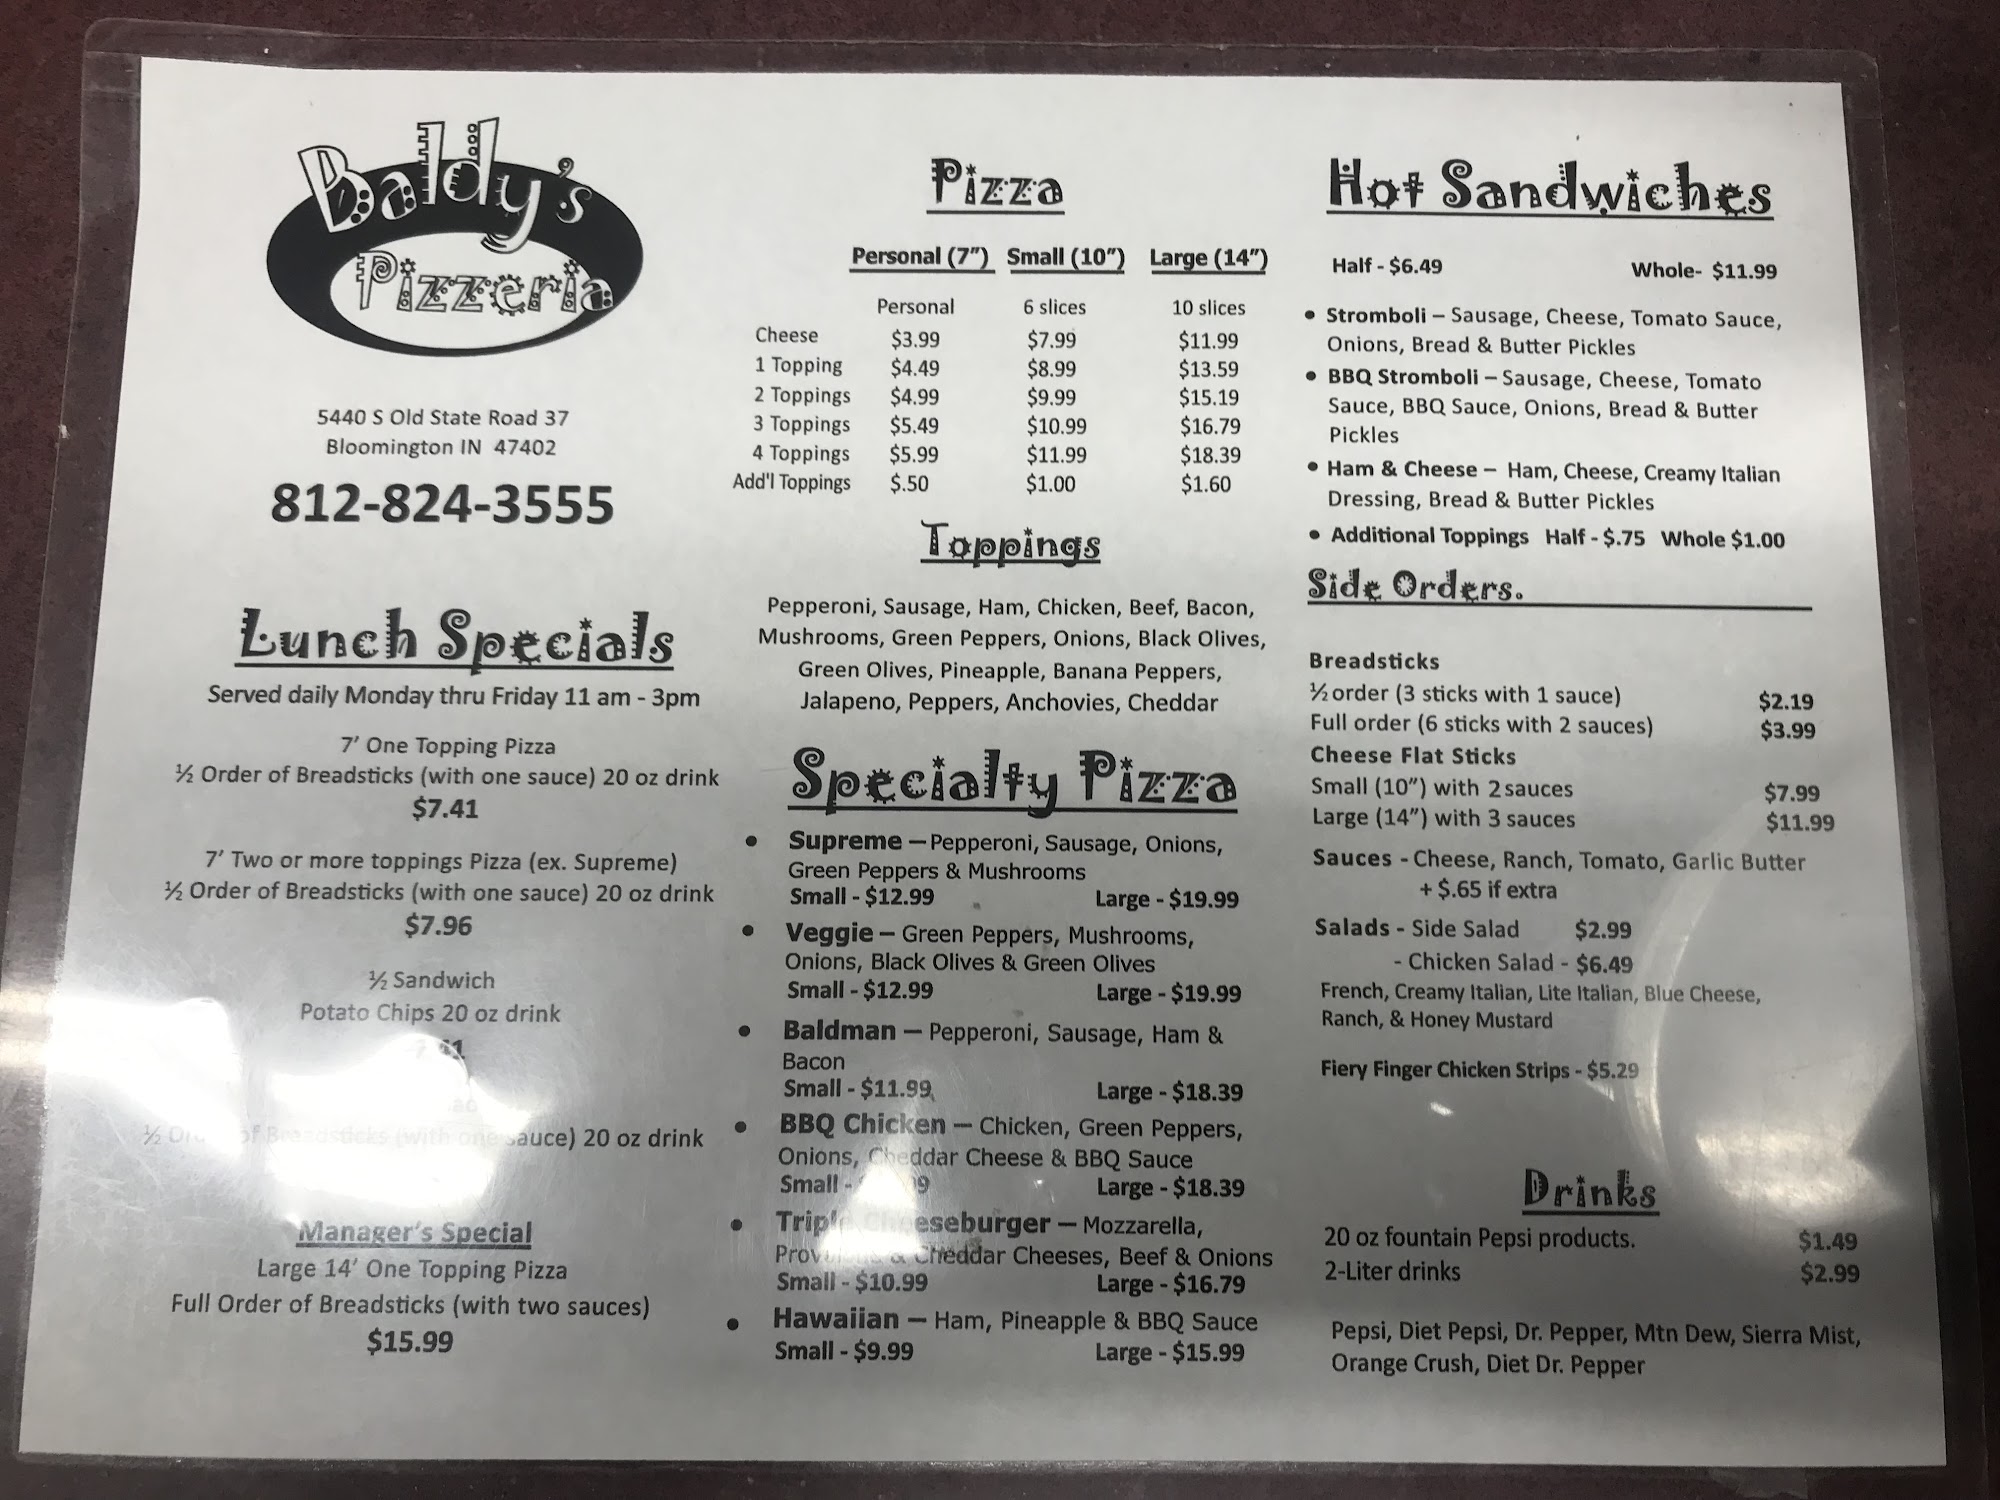 Baldy's
Pizzeria
5440 S Old State Road 37
Bloomington IN 47402
812-824-3555
Lunch Specials
Served daily Monday thru Friday 11 am - 3pm
7’ One Topping Pizza
½ Order of Breadsticks (with one sauce) 20 oz drink
$7.41
7’ Two or more toppings Pizza (ex. Supreme)
½ Order of Breadsticks (with one sauce) 20 oz drink
$7.96
½ Sandwich
Potato Chips 20 oz drink
½ of Breadsticks (with one sauce) 20 oz drink
Manager’s Special
Large 14’ One Topping Pizza
Full Order of Breadsticks (with two sauces)
$15.99
Pizza
Personal (7”) Small (10”) Large (14”)
Personal 6 slices 10 slices
Cheese $3.99 $7.99 $11.99
1 Topping $4.49 $8.99 $13.59
2 Toppings $4.99 $9.99 $15.19
3 Toppings $5.49 $10.99 $16.79
4 Toppings $5.99 $11.99 $18.39
Add'l Toppings $.50 $1.00 $1.60
Toppings
Pepperoni, Sausage, Ham, Chicken, Beef, Bacon,
Mushrooms, Green Peppers, Onions, Black Olives,
Green Olives, Pineapple, Banana Peppers,
Jalapeno, Peppers, Anchovies, Cheddar
Specialty Pizza
• Supreme — Pepperoni, Sausage, Onions,
Green Peppers & Mushrooms
Small - $12.99 Large - $19.99
• Veggie — Green Peppers, Mushrooms,
Onions, Black Olives & Green Olives
Small - $12.99 Large - $19.99
• Baldman — Pepperoni, Sausage, Ham &
Bacon
Small - $11.99 Large - $18.39
• BBQ Chicken — Chicken, Green Peppers,
Onions, Cheddar Cheese & BBQ Sauce
Small - Large - $18.39
• Triple Cheeseburger — Mozzarella,
& Cheddar Cheeses, Beef & Onions
Small - $10.99 Large - $16.79
• Hawaiian — Ham, Pineapple & BBQ Sauce
Small - $9.99 Large - $15.99
Hot Sandwiches
Half - $6.49 Whole- $11.99
• Stromboli – Sausage, Cheese, Tomato Sauce,
Onions, Bread & Butter Pickles
• BBQ Stromboli – Sausage, Cheese, Tomato
Sauce, BBQ Sauce, Onions, Bread & Butter
Pickles
• Ham & Cheese – Ham, Cheese, Creamy Italian
Dressing, Bread & Butter Pickles
• Additional Toppings Half - $.75 Whole $1.00
Side Orders.
Breadsticks
½ order (3 sticks with 1 sauce) $2.19
Full order (6 sticks with 2 sauces) $3.99
Cheese Flat Sticks
Small (10”) with 2 sauces $7.99
Large (14”) with 3 sauces $11.99
Sauces - Cheese, Ranch, Tomato, Garlic Butter
+ $.65 if extra
Salads - Side Salad $2.99
- Chicken Salad - $6.49
French, Creamy Italian, Lite Italian, Blue Cheese,
Ranch, & Honey Mustard
Fiery Finger Chicken Strips - $5.29
Drinks
20 oz fountain Pepsi products. $1.49
2-Liter drinks $2.99
Pepsi, Diet Pepsi, Dr. Pepper, Mtn Dew, Sierra Mist,
Orange Crush, Diet Dr. Pepper